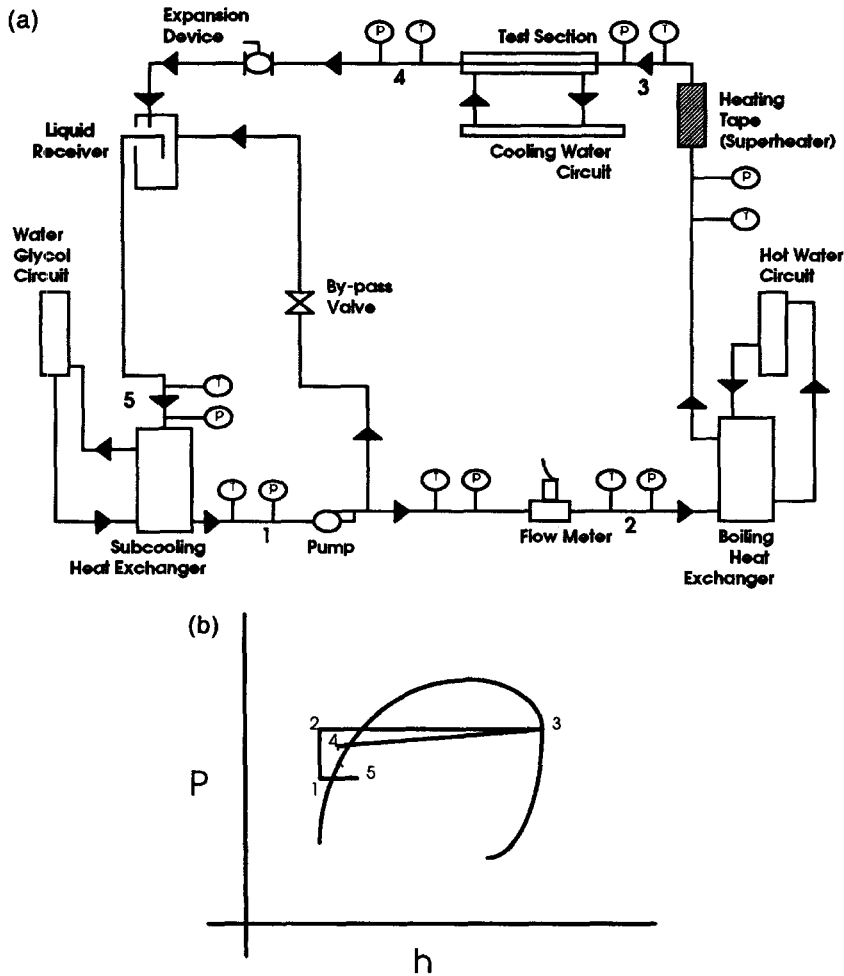 (a)
Expansion
Device
P
T
4
Test Section
P
T
3
Heating
Tape
(Superheater)
Liquid
Receiver
Cooling Water
Circuit
P
T
Water
Glycol
Circuit
By-pass
Valve
Hot Water
Circuit
5
T
P
T
P
1
Pump
T
P
Flow Meter
T
P
2
Subcooling
Heat Exchanger
Boiling
Heat
Exchanger
(b)
P
2
3
4
5
1
h